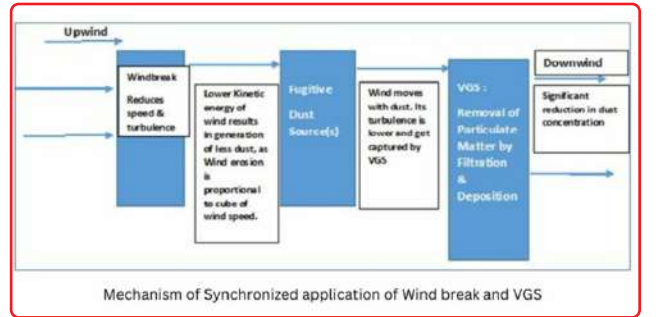 Upwind
Windbreak
Reduces
speed &
turbulence
Lower Kinetic
energy of
wind results
in generation
of less dust, as
Wind erosion
is
proportional
to cube of
wind speed.
Fugitive
Dust
Source(s)
Wind moves
with dust. Its
turbulence is
lower and get
captured by
VGS
VGS :
Removal of
Particulate
Matter by
Filtration
&
Deposition
Downwind
Significant
reduction in dust
concentration
Mechanism of Synchronized application of Wind break and VGS